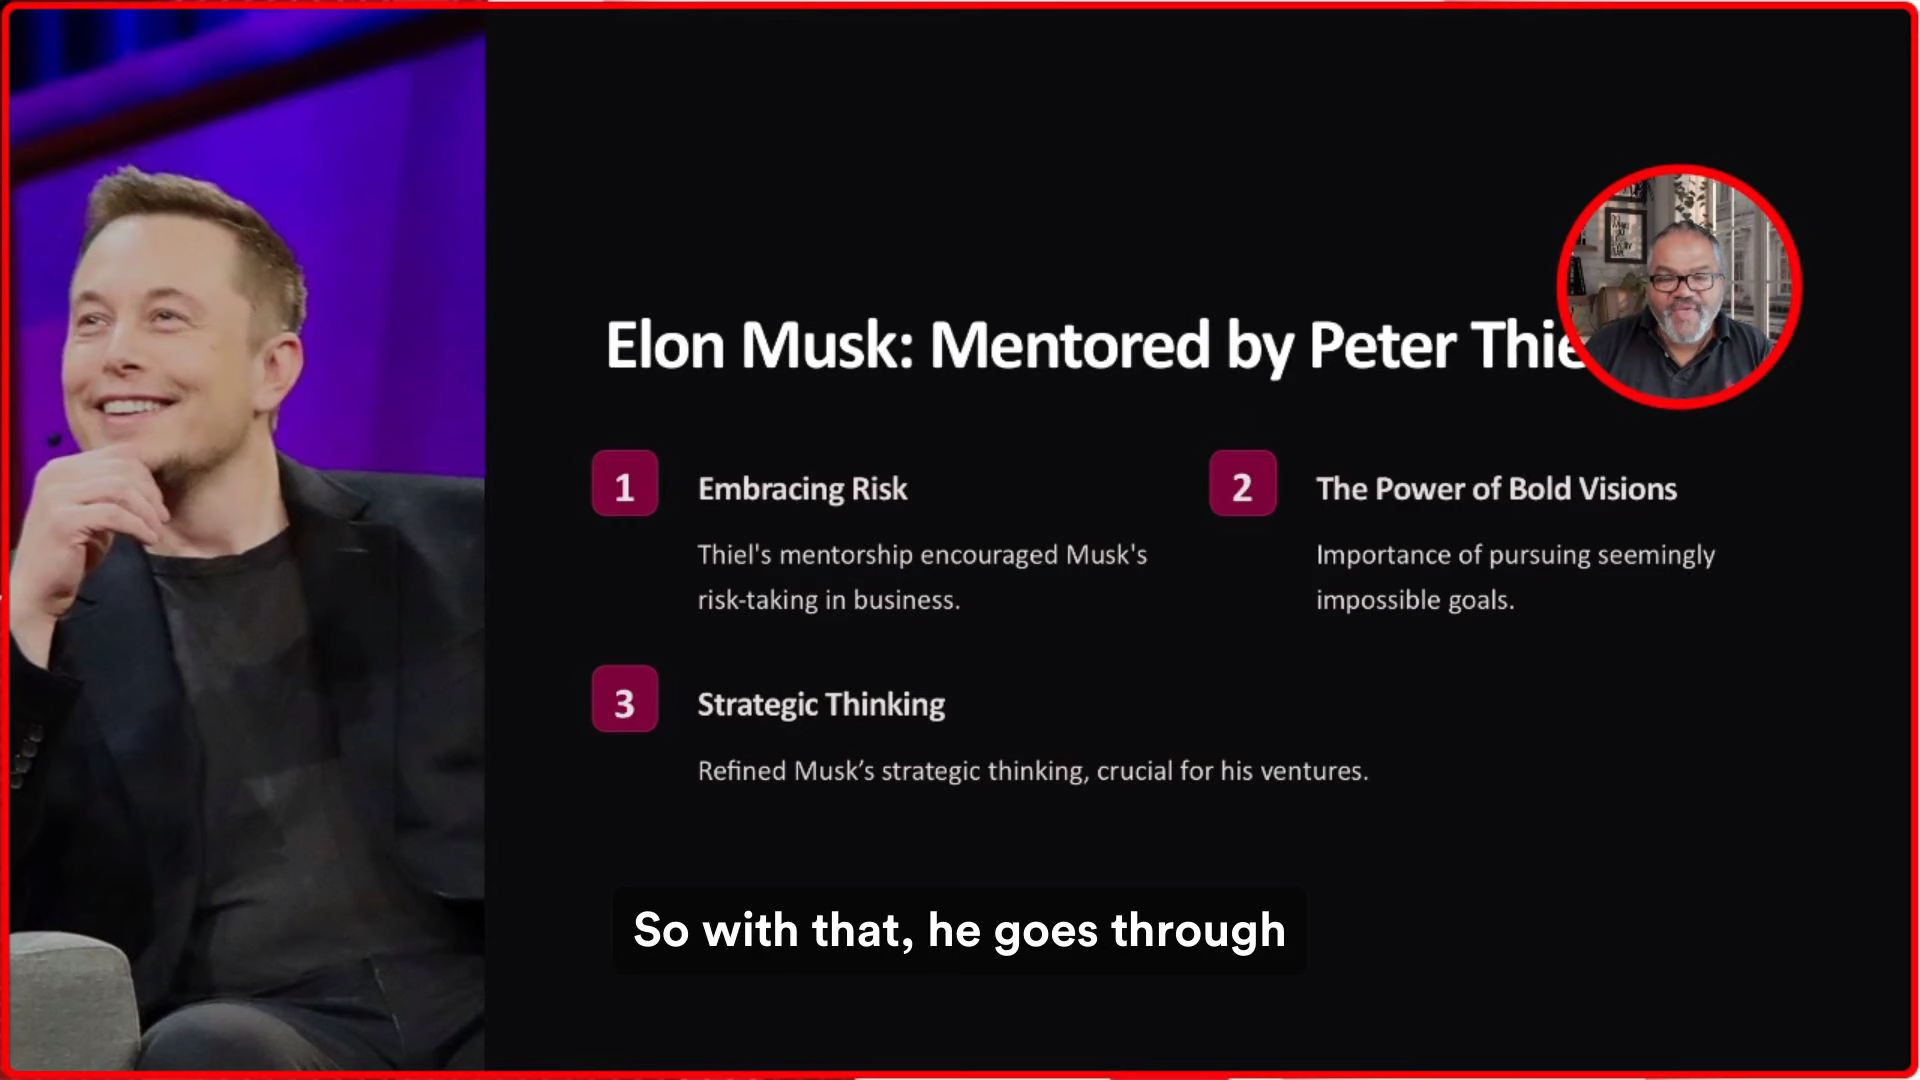 Elon Musk: Mentored by Peter Thie
1
Embracing Risk
Thiel's mentorship encouraged Musk's
risk-taking in business.
2
The Power of Bold Visions
Importance of pursuing seemingly
impossible goals.
3
Strategic Thinking
Refined Musk’s strategic thinking, crucial for his ventures.
So with that, he goes through